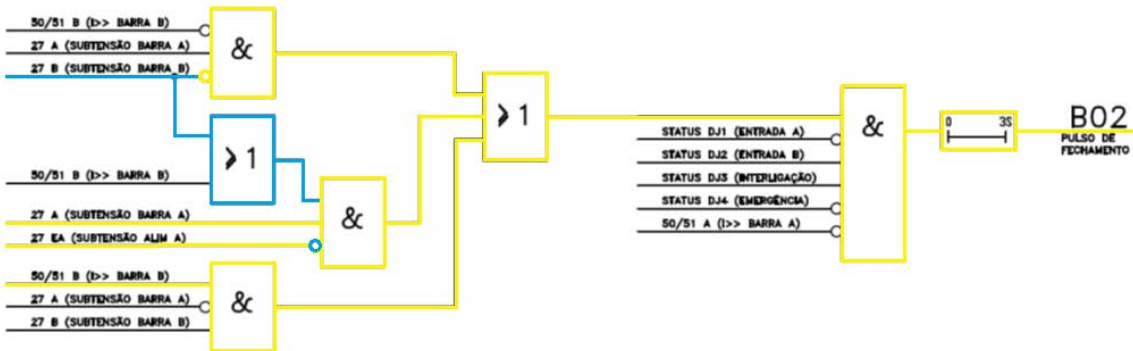 50/51 B (I>> BARRA B)
27 A (SUBTENSÃO BARRA A)
27 B (SUBTENSÃO BARRA B)
&
≥ 1
50/51 B (I>> BARRA B)
27 A (SUBTENSÃO BARRA A)
27 EA (SUBTENSÃO ALIM A)
&
50/51 B (I>> BARRA B)
27 A (SUBTENSÃO BARRA A)
27 B (SUBTENSÃO BARRA B)
&
≥ 1
STATUS DJ1 (ENTRADA A)
STATUS DJ2 (ENTRADA B)
STATUS DJ3 (INTERLIGAÇÃO)
STATUS DJ4 (EMERGÊNCIA)
50/51 A (I>> BARRA A)
&
0 3S
B02
PULSO DE
FECHAMENTO